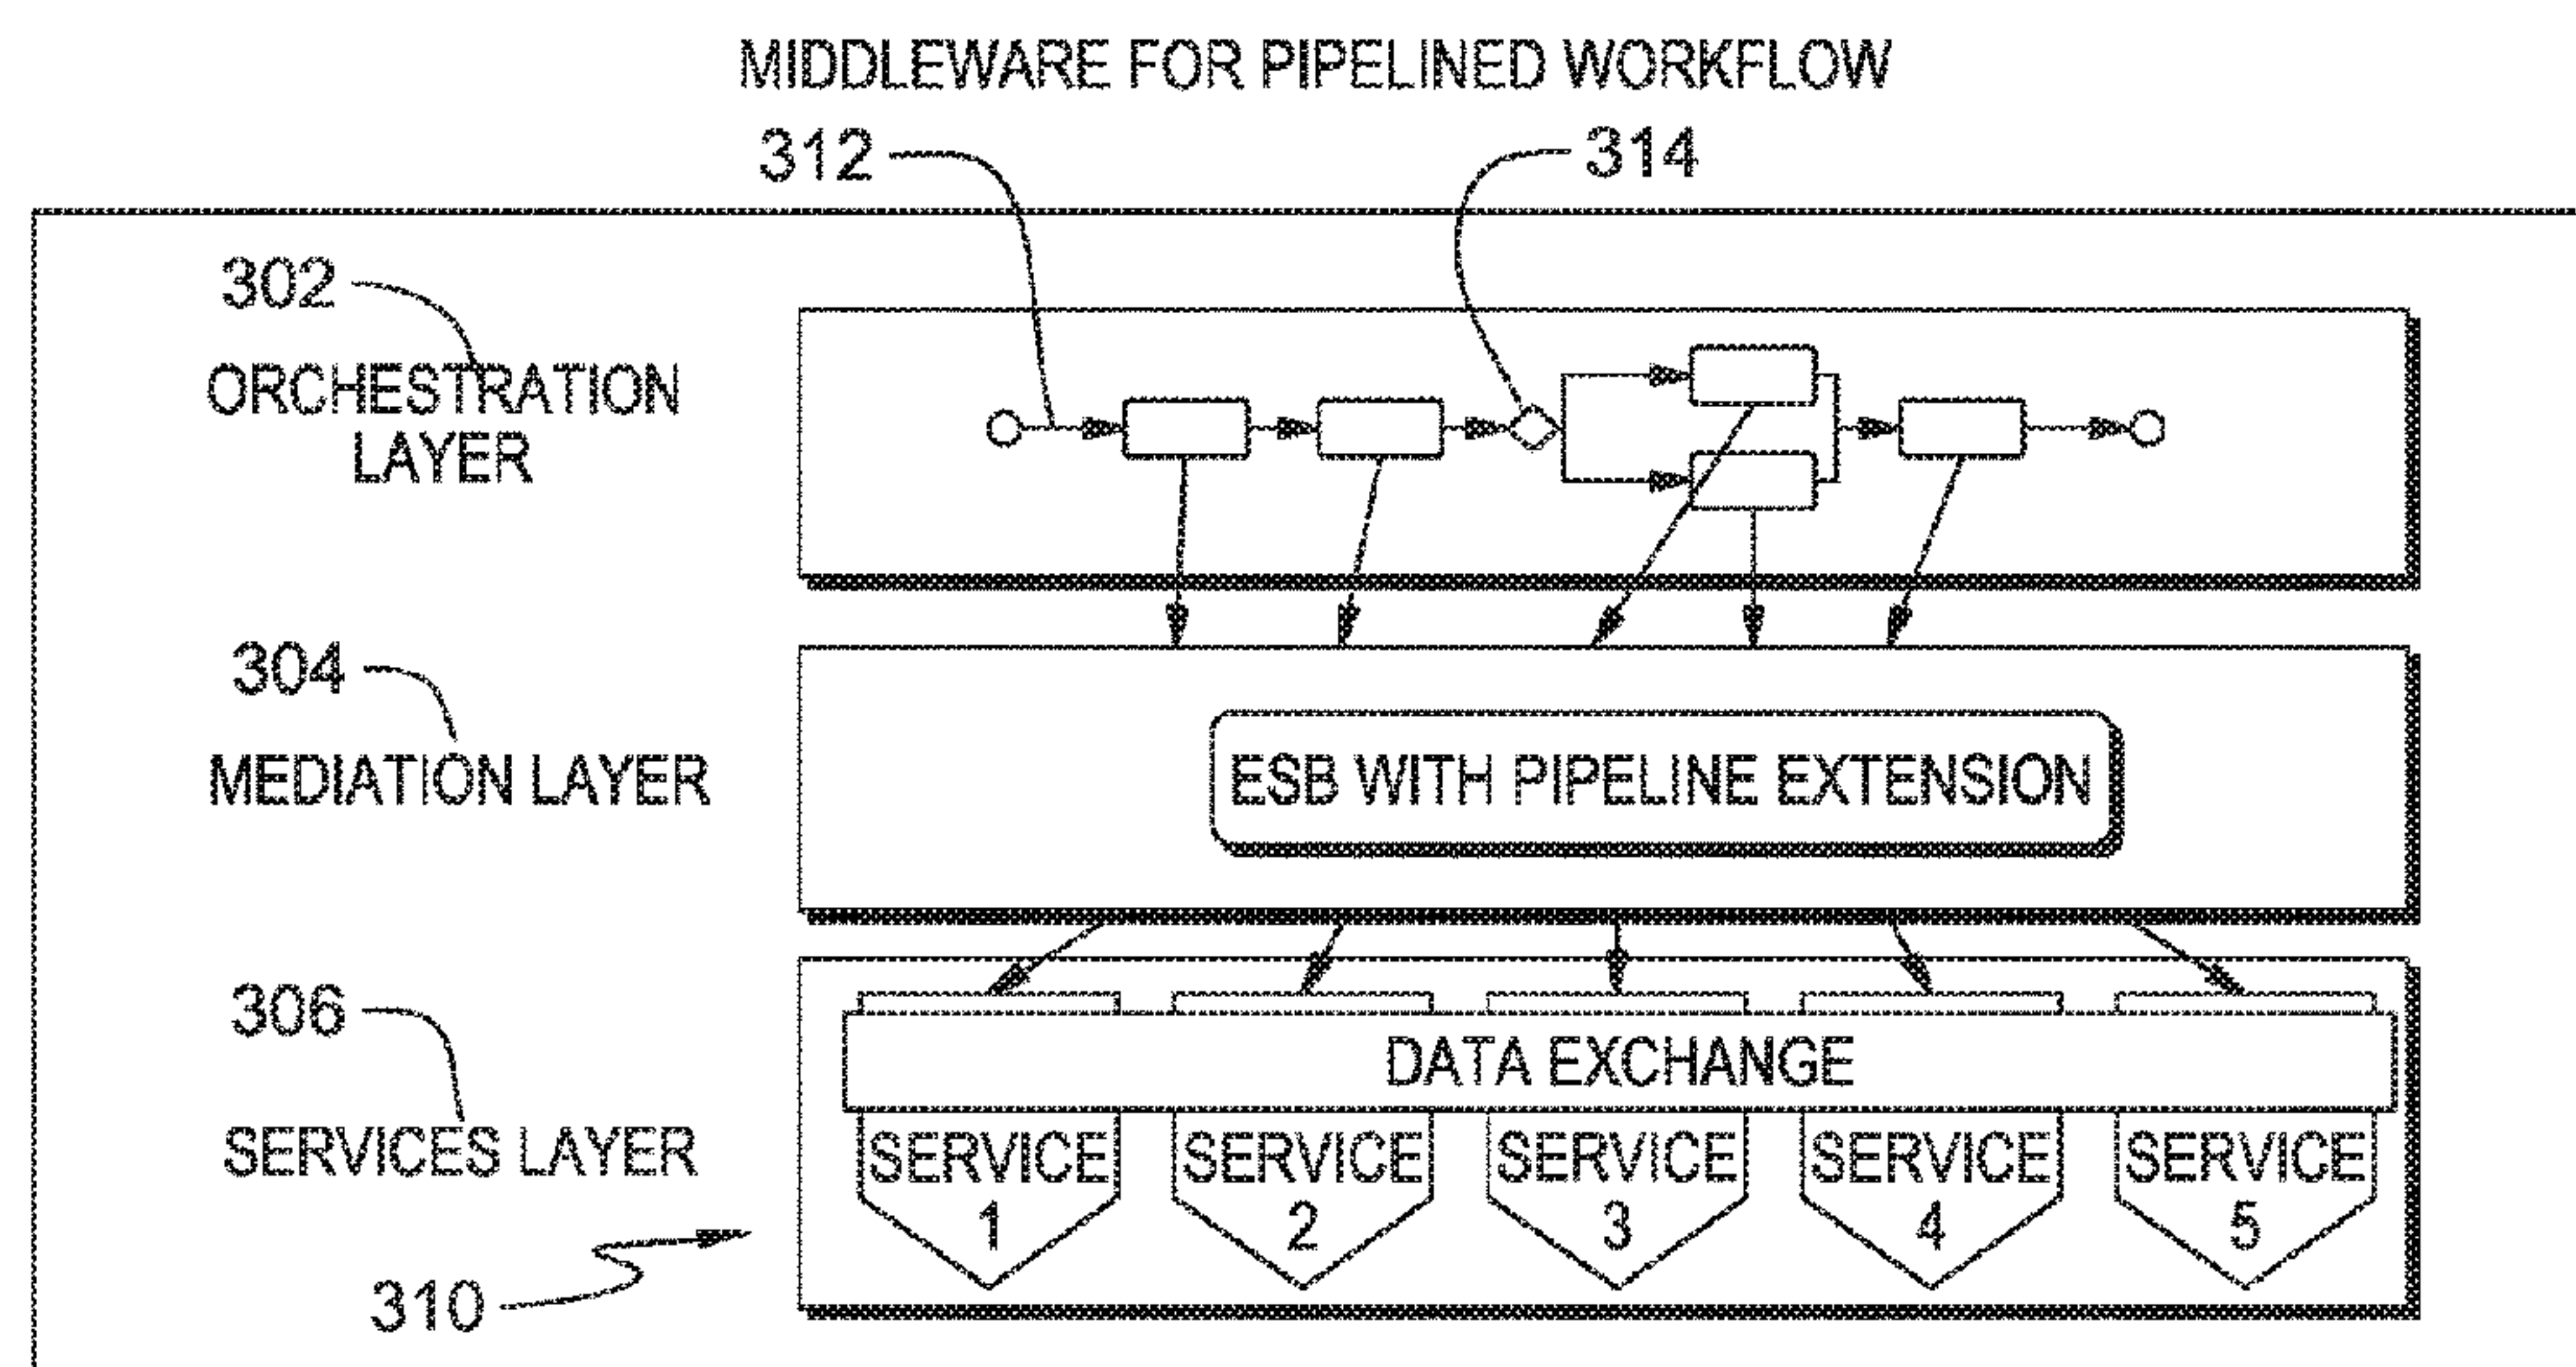 MIDDLEWARE FOR PIPELINED WORKFLOW
312
314
302
ORCHESTRATION
LAYER
304
MEDIATION LAYER
ESB WITH PIPELINE EXTENSION
306
SERVICES LAYER
DATA EXCHANGE
SERVICE
1
SERVICE
2
SERVICE
3
SERVICE
4
SERVICE
5
310